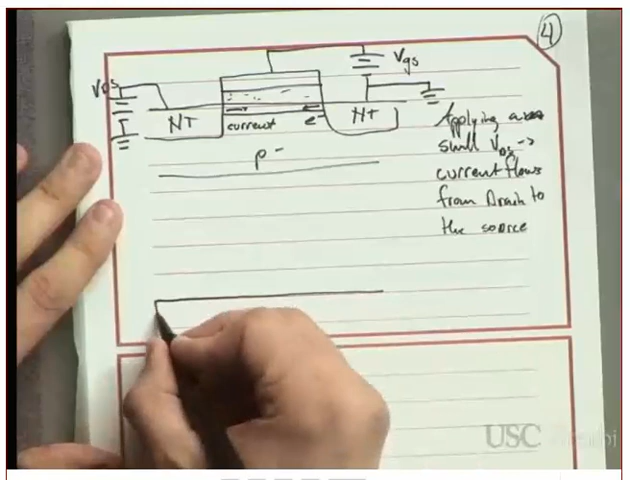 4
VDS
Vgs
N+
current
e-
N+
p-
Applying a
small VDS ->
current flows
from Drain to
the source
USC